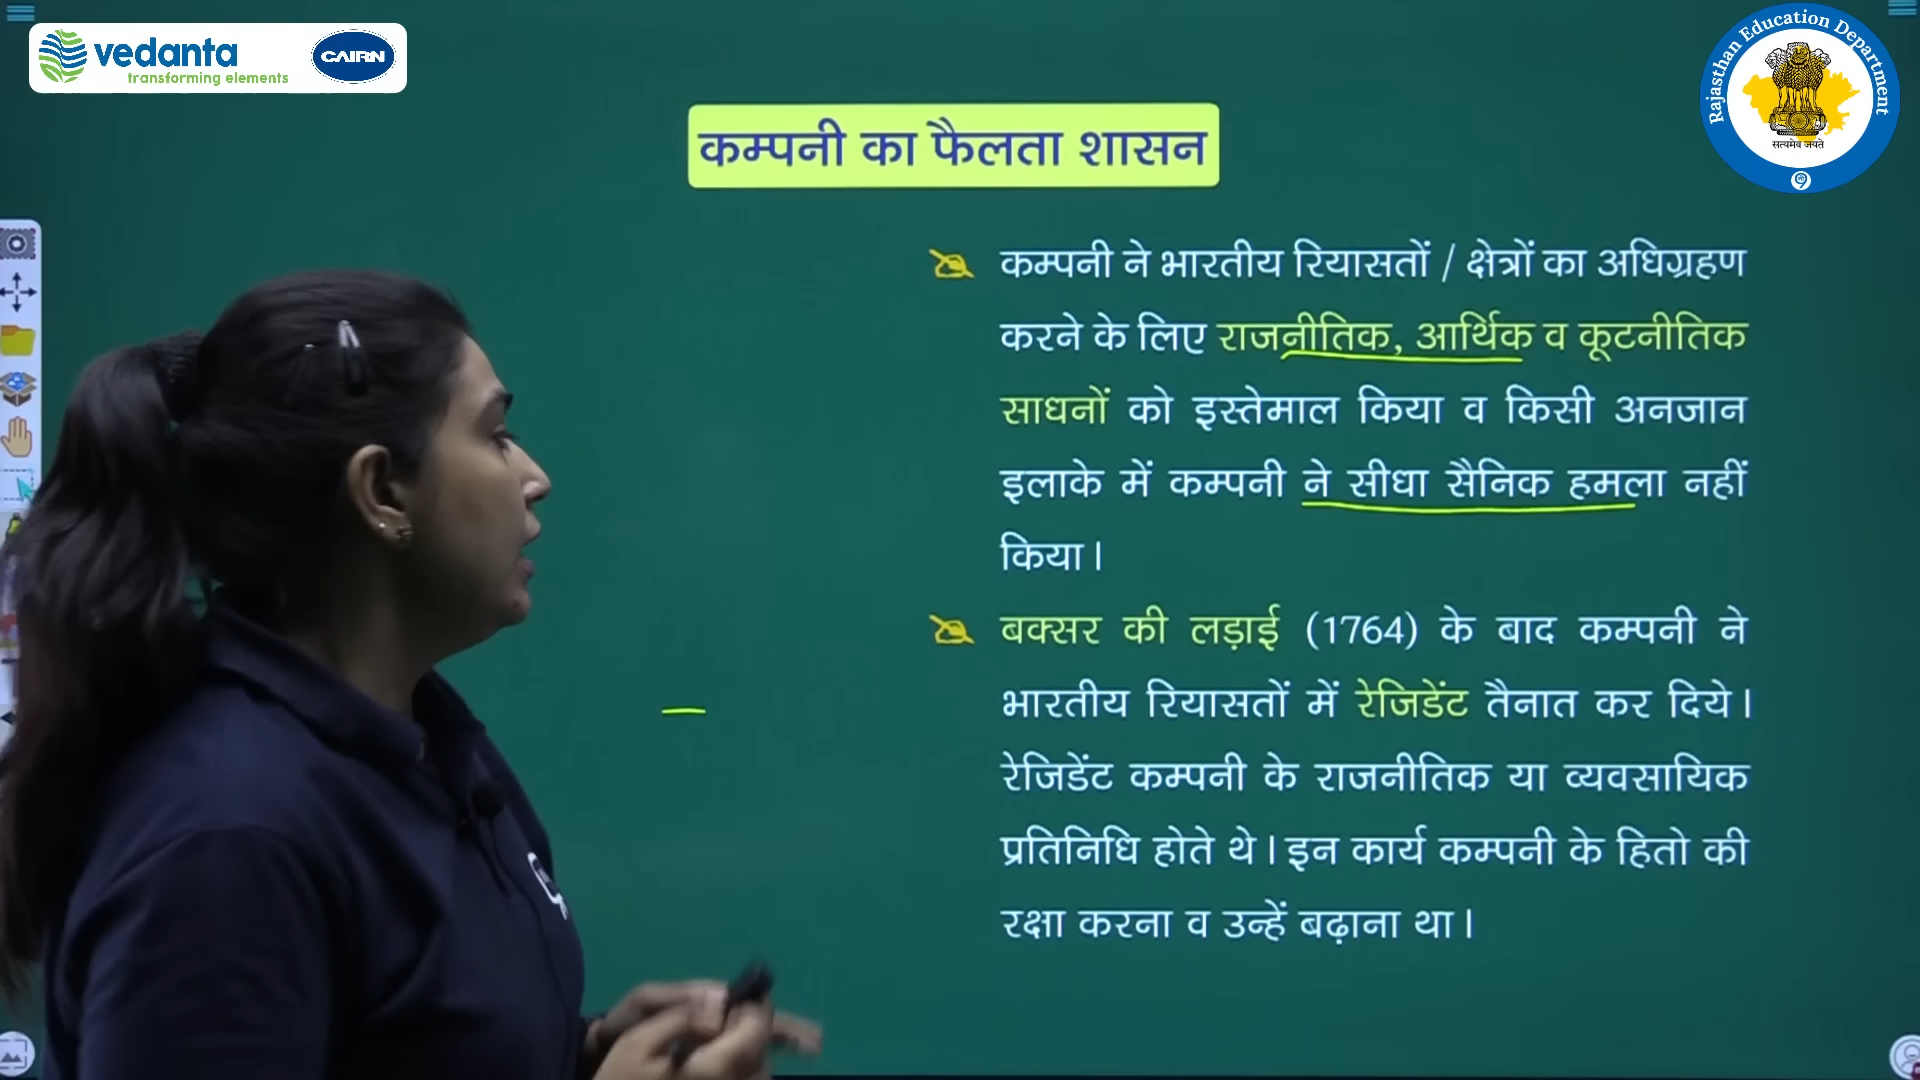 vedanta
transforming elements
CAIRN
Rajasthan Education Department
सत्यमेव जयते
कम्पनी का फैलता शासन
कम्पनी ने भारतीय रियासतों / क्षेत्रों का अधिग्रहण
करने के लिए राजनीतिक, आर्थिक व कूटनीतिक
साधनों को इस्तेमाल किया व किसी अनजान
इलाके में कम्पनी ने सीधा सैनिक हमला नहीं
किया।
बक्सर की लड़ाई (1764) के बाद कम्पनी ने
भारतीय रियासतों में रेजिडेंट तैनात कर दिये।
रेजिडेंट कम्पनी के राजनीतिक या व्यवसायिक
प्रतिनिधि होते थे। इन कार्य कम्पनी के हितो की
रक्षा करना व उन्हें बढ़ाना था।